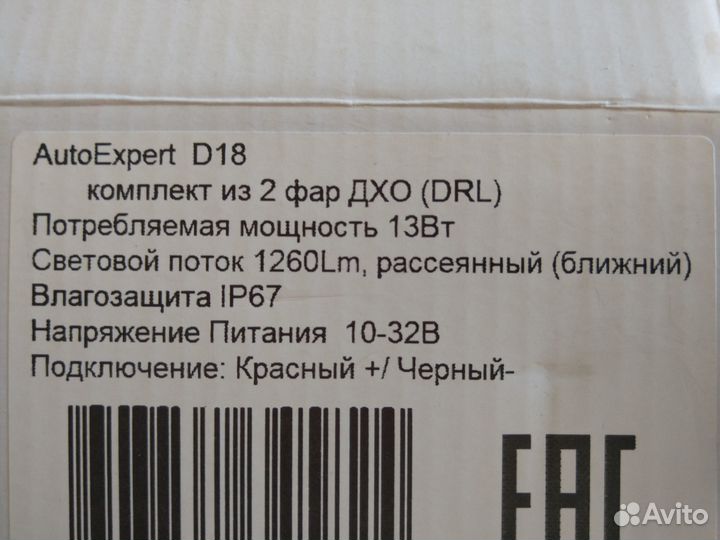 AutoExpert D18
комплект из 2 фар ДХО (DRL)
Потребляемая мощность 13Вт
Световой поток 1260Lm, рассеянный (ближний)
Влагозащита IP67
Напряжение Питания 10-32В
Подключение: Красный +/ Черный-
EAC
Avito